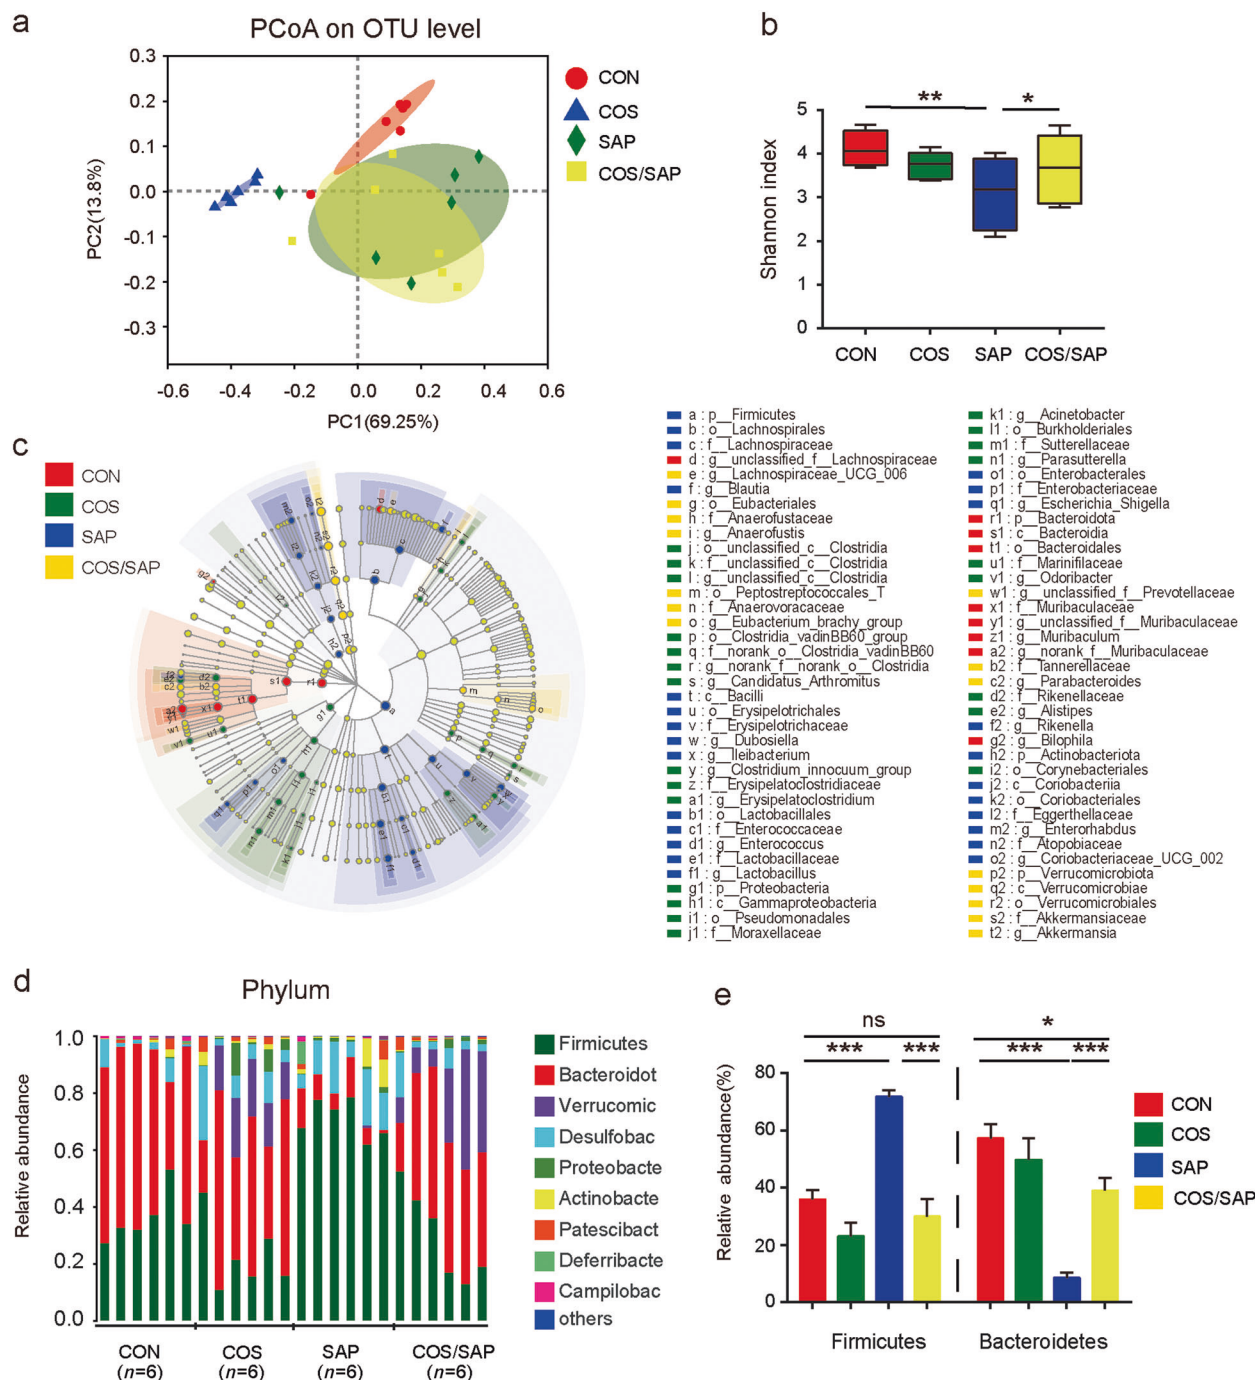 a
PCoA on OTU level
0.3
0.2
0.1
0.0
-0.1
-0.2
-0.3
PC2(13.8%)
-0.6
-0.4
-0.2
0.0
0.2
0.4
0.6
PC1(69.25%)
CON
COS
SAP
COS/SAP
b
**
*
5
4
3
2
1
0
Shannon index
CON
COS
SAP
COS/SAP
c
CON
COS
SAP
COS/SAP
a : p__Firmicutes
b : o__Lachnospirales
c : f__Lachnospiraceae
d : g__unclassified_f__Lachnospiraceae
e : g__Lachnospiraceae_UCG_006
f : g__Blautia
g : o__Eubacteriales
h : f__Anaerofustaceae
i : g__Anaerofustis
j : o__unclassified_c__Clostridia
k : f__unclassified_c__Clostridia
l : g__unclassified_c__Clostridia
m : o__Peptostreptococcales_T
n : f__Anaerovoracaceae
o : g__Eubacterium_brachy_group
p : o__Clostridia_vadinBB60_group
q : f__norank_o__Clostridia_vadinBB60
r : g__norank_f__norank_o__Clostridia
s : g__Candidatus_Arthromitus
t : c__Bacilli
u : o__Erysipelotrichales
v : f__Erysipelotrichaceae
w : g__Dubosiella
x : g__Ileibacterium
y : g__Clostridium_innocuum_group
z : f__Erysipelatoclostridiaceae
a1 : g__Erysipelatoclostridium
b1 : o__Lactobacillales
c1 : f__Enterococcaceae
d1 : g__Enterococcus
e1 : f__Lactobacillaceae
f1 : g__Lactobacillus
g1 : p__Proteobacteria
h1 : c__Gammaproteobacteria
i1 : o__Pseudomonadales
j1 : f__Moraxellaceae
k1 : g__Acinetobacter
l1 : o__Burkholderiales
m1 : f__Sutterellaceae
n1 : g__Parasutterella
o1 : o__Enterobacterales
p1 : f__Enterobacteriaceae
q1 : g__Escherichia_Shigella
r1 : p__Bacteroidota
s1 : c__Bacteroidia
t1 : o__Bacteroidales
u1 : f__Marinifilaceae
v1 : g__Odoribacter
w1 : g__unclassified_f__Prevotellaceae
x1 : f__Muribaculaceae
y1 : g__unclassified_f__Muribaculaceae
z1 : g__Muribaculum
a2 : g__norank_f__Muribaculaceae
b2 : f__Tannerellaceae
c2 : g__Parabacteroides
d2 : f__Rikenellaceae
e2 : g__Alistipes
f2 : g__Rikenella
g2 : g__Bilophila
h2 : p__Actinobacteriota
i2 : o__Corynebacteriales
j2 : c__Coriobacteriia
k2 : o__Coriobacteriales
l2 : f__Eggerthellaceae
m2 : g__Enterorhabdus
n2 : f__Atopobiaceae
o2 : g__Coriobacteriaceae_UCG_002
p2 : p__Verrucomicrobiota
q2 : c__Verrucomicrobiae
r2 : o__Verrucomicrobiales
s2 : f__Akkermansiaceae
t2 : g__Akkermansia
d
Phylum
1.0
0.8
0.6
0.4
0.2
0.0
Relative abundance
CON
(n=6)
COS
(n=6)
SAP
(n=6)
COS/SAP
(n=6)
Firmicutes
Bacteroidot
Verrucomic
Desulfobac
Proteobacte
Actinobacte
Patescibact
Deferribacte
Campilobac
others
e
ns
***
***
*
***
***
80
60
40
20
0
Relative abundance(%)
Firmicutes
Bacteroidetes
CON
COS
SAP
COS/SAP